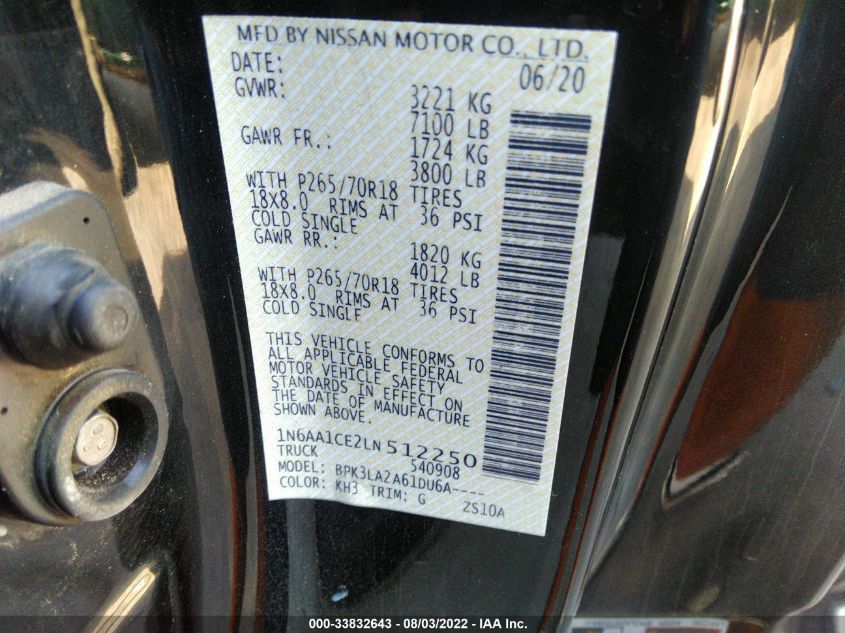 MFD BY NISSAN MOTOR CO., LTD.
DATE: 06/20
GVWR: 3221 KG
7100 LB
GAWR FR.: 1724 KG
3800 LB
WITH P265/70R18 TIRES
18X8.0 RIMS AT 36 PSI
COLD SINGLE
GAWR RR.: 1820 KG
4012 LB
WITH P265/70R18 TIRES
18X8.0 RIMS AT 36 PSI
COLD SINGLE
THIS VEHICLE CONFORMS TO
ALL APPLICABLE FEDERAL
MOTOR VEHICLE SAFETY
STANDARDS IN EFFECT ON
THE DATE OF MANUFACTURE
SHOWN ABOVE.
1N6AA1CE2LN512250
TRUCK 540908
MODEL: BPK3LA2A61DU6A----
COLOR: KH3 TRIM: G ZS10A
000-33832643 - 08/03/2022 - IAA Inc.